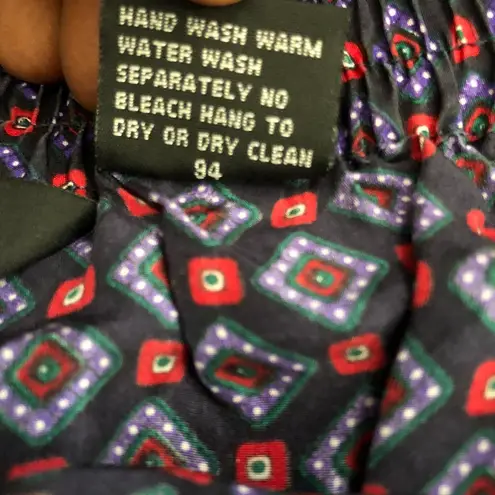 HAND WASH WARM
WATER WASH
SEPARATELY NO
BLEACH HANG TO
DRY OR DRY CLEAN
94